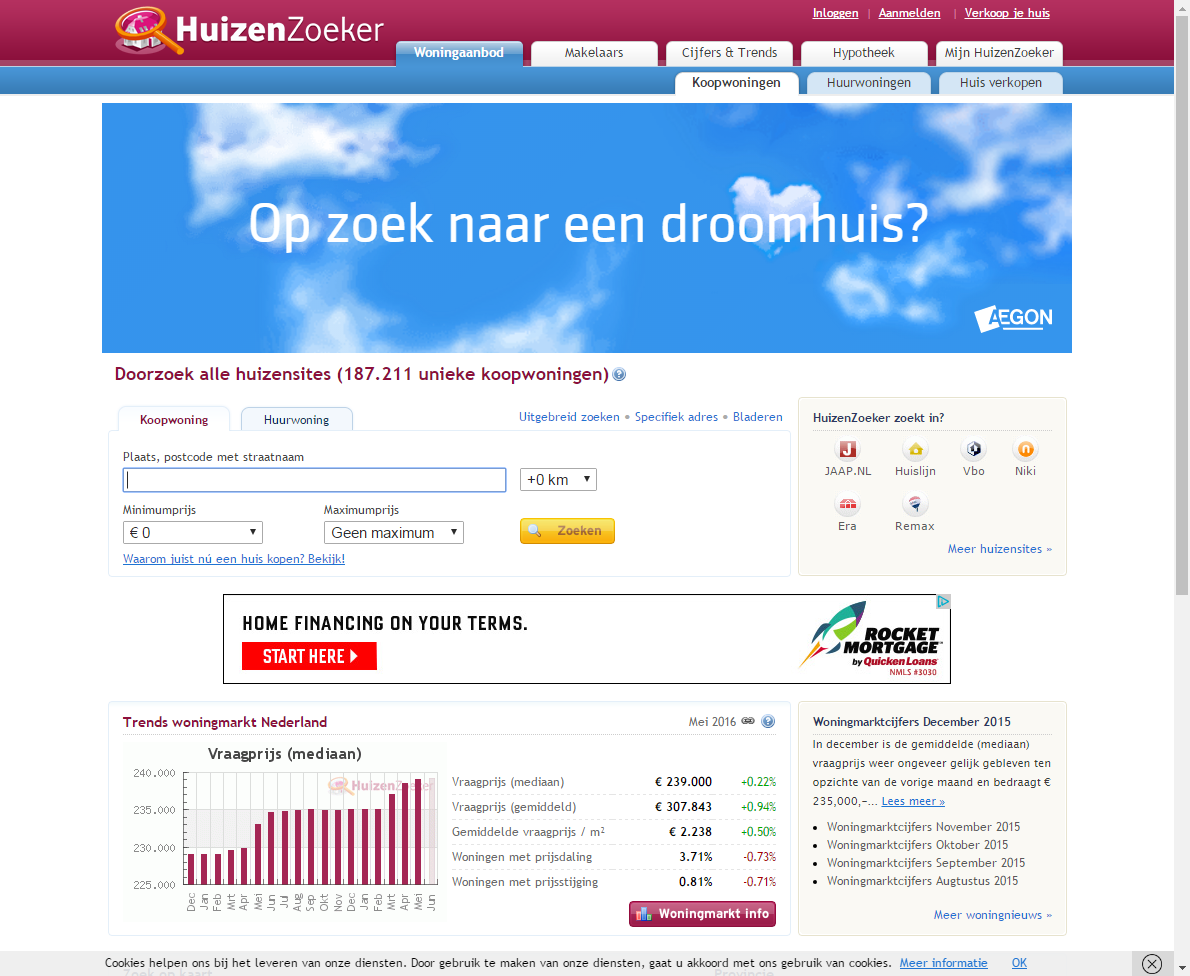 Inloggen | Aanmelden | Verkoop je huis
HuizenZoeker
Woningaanbod Makelaars Cijfers & Trends Hypotheek Mijn HuizenZoeker
Koopwoningen Huurwoningen Huis verkopen
Op zoek naar een droomhuis?
AEGON
Doorzoek alle huizensites (187.211 unieke koopwoningen) ?
Koopwoning Huurwoning Uitgebreid zoeken • Specifiek adres • Bladeren
Plaats, postcode met straatnaam
+0 km
Minimumprijs Maximumprijs
€ 0 Geen maximum Zoeken
Waarom juist nú een huis kopen? Bekijk!
HuizenZoeker zoekt in?
JAAP.NL Huislijn Vbo Niki
Era Remax
Meer huizensites »
HOME FINANCING ON YOUR TERMS.
START HERE
ROCKET
MORTGAGE
by Quicken Loans
NMLS #3030
Trends woningmarkt Nederland Mei 2016 ?
Vraagprijs (mediaan)
HuizenZoeker
240.000
235.000
230.000
225.000
Dec Jan Feb Mrt Apr Mei Jun Jul Aug Sep Okt Nov Dec Jan Feb Mrt Apr Mei Jun
Vraagprijs (mediaan) € 239.000 +0.22%
Vraagprijs (gemiddeld) € 307.843 +0.94%
Gemiddelde vraagprijs / m² € 2.238 +0.50%
Woningen met prijsdaling 3.71% -0.73%
Woningen met prijsstijging 0.81% -0.71%
Woningmarkt info
Woningmarktcijfers December 2015
In december is de gemiddelde (mediaan)
vraagprijs weer ongeveer gelijk gebleven ten
opzichte van de vorige maand en bedraagt €
235,000,-... Lees meer »
Woningmarktcijfers November 2015
Woningmarktcijfers Oktober 2015
Woningmarktcijfers September 2015
Woningmarktcijfers Augtustus 2015
Meer woningnieuws »
Cookies helpen ons bij het leveren van onze diensten. Door gebruik te maken van onze diensten, gaat u akkoord met ons gebruik van cookies. Meer informatie OK
Zoek op kaart Provincie